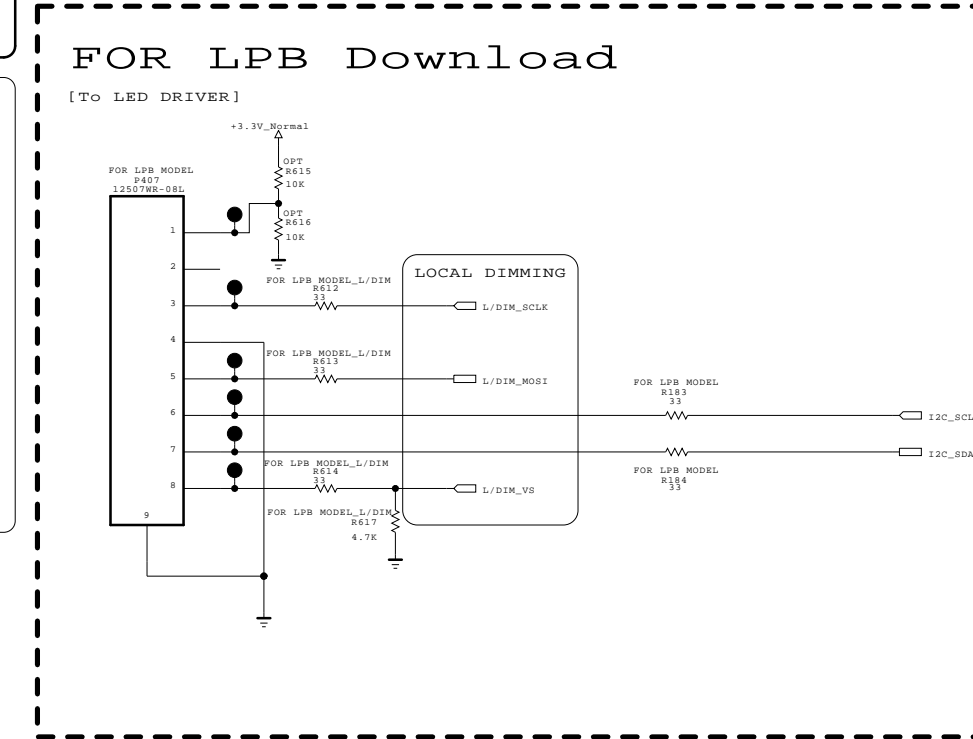 FOR LPB Download
[To LED DRIVER]
+3.3V_Normal
OPT
R615
10K
FOR LPB MODEL
P407
12507WR-08L
OPT
R616
10K
1
2
3
4
5
6
7
8
9
LOCAL DIMMING
FOR LPB MODEL_L/DIM
R612
33
L/DIM_SCLK
FOR LPB MODEL_L/DIM
R613
33
L/DIM_MOSI
FOR LPB MODEL
R183
33
I2C_SCL
I2C_SDA
FOR LPB MODEL
R184
33
FOR LPB MODEL_L/DIM
R614
33
L/DIM_VS
FOR LPB MODEL_L/DIM
R617
4.7K